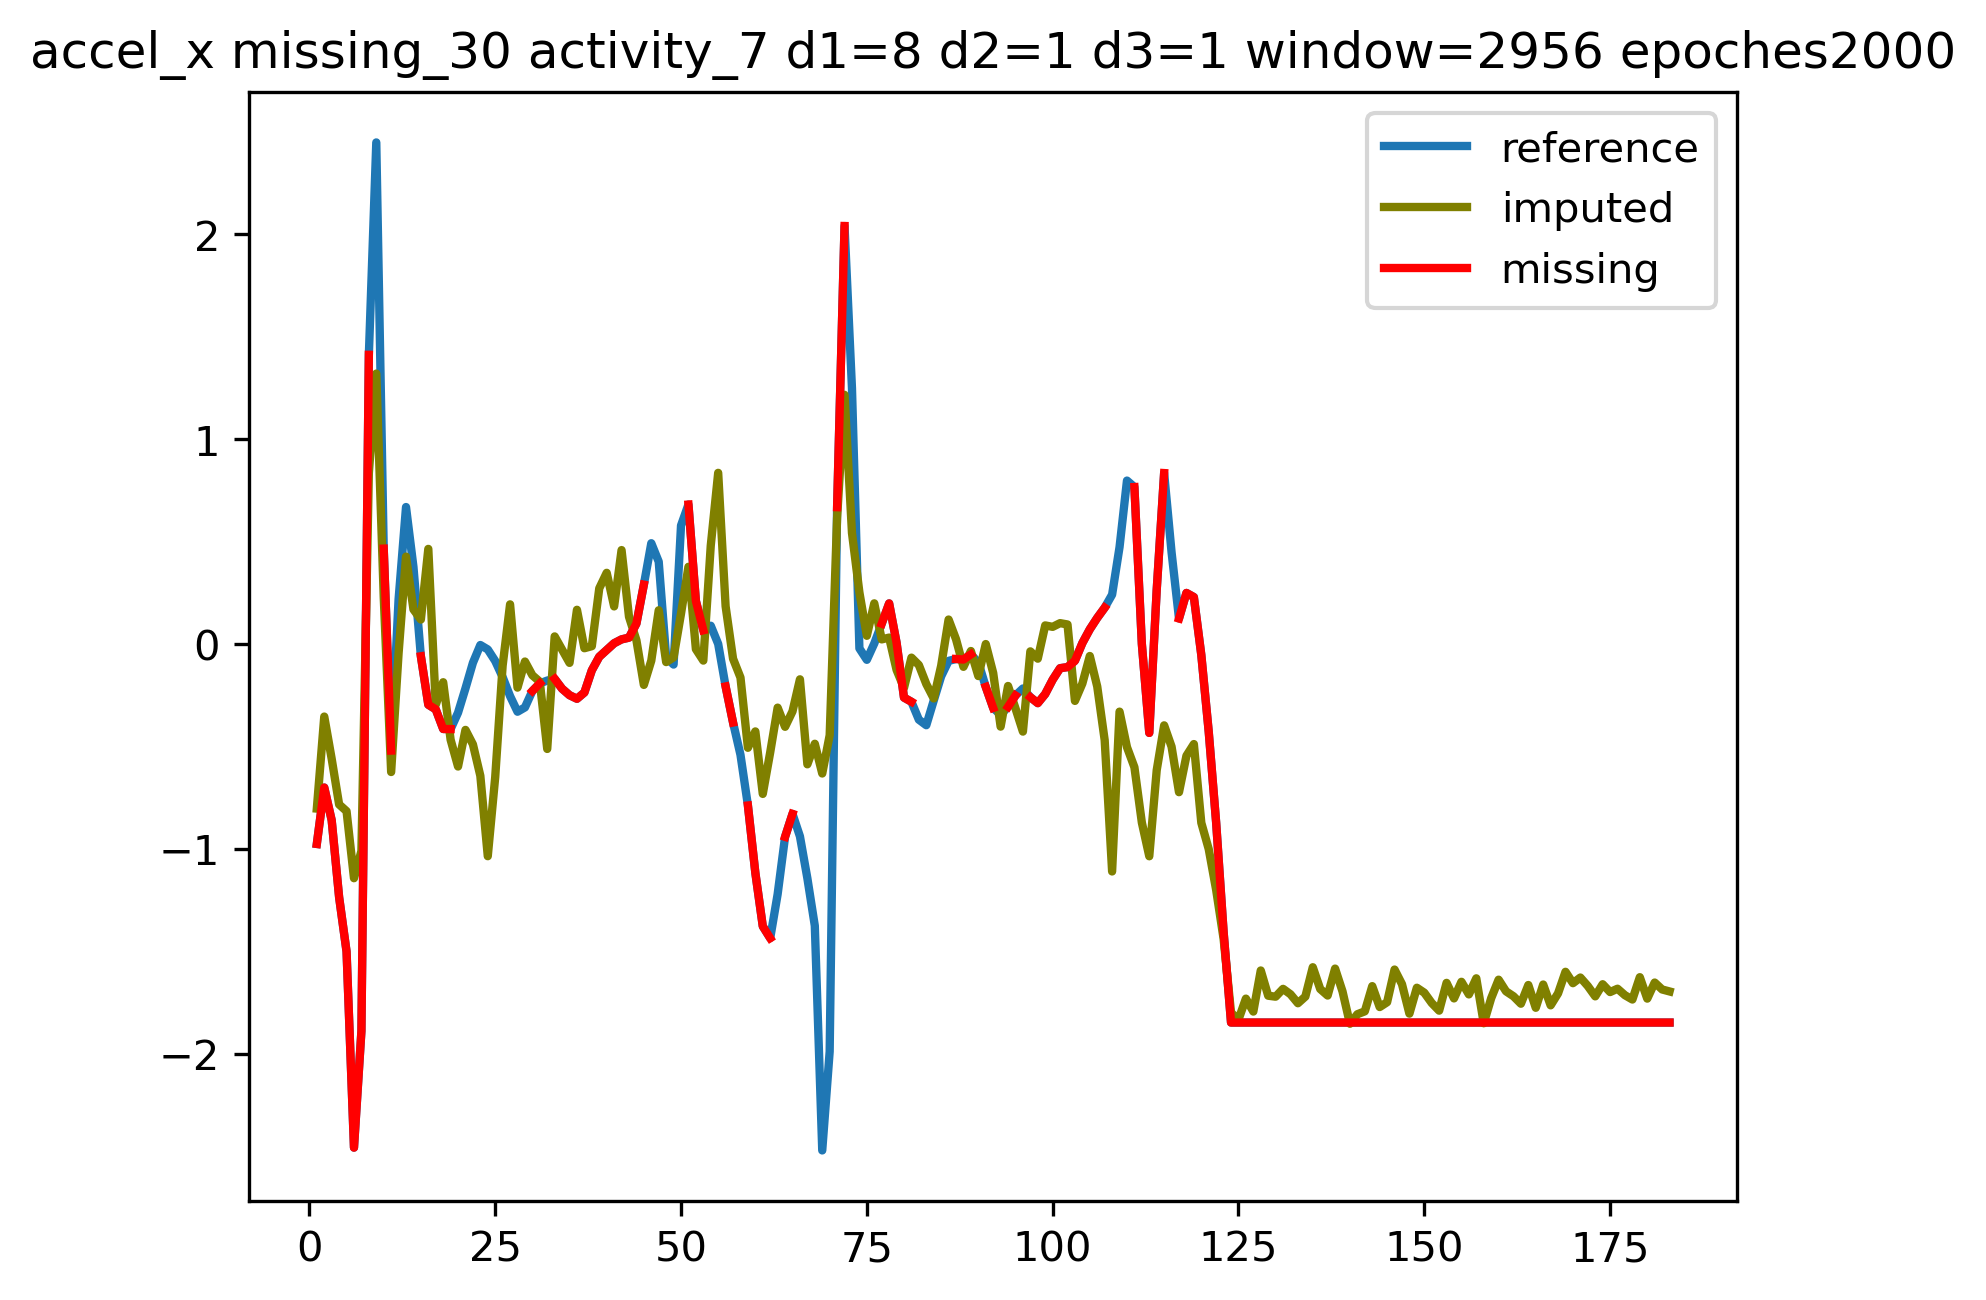 accel_x missing_30 activity_7 d1=8 d2=1 d3=1 window=2956 epoches2000
reference
imputed
missing
2
1
0
−1
−2
0 25 50 75 100 125 150 175